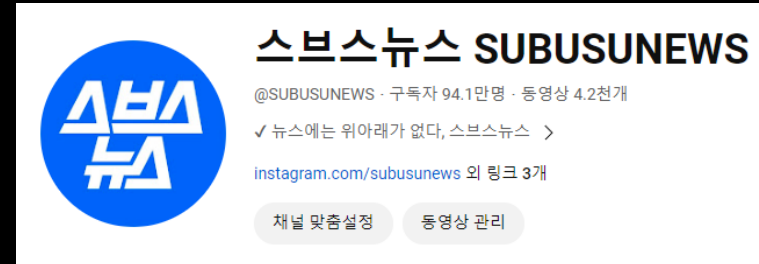 스브스뉴스 SUBUSUNEWS
스브스
뉴스
@SUBUSUNEWS · 구독자 94.1만명 · 동영상 4.2천개
✓ 뉴스에는 위아래가 없다, 스브스뉴스 >
instagram.com/subusunews 외 링크 3개
채널 맞춤설정 동영상 관리